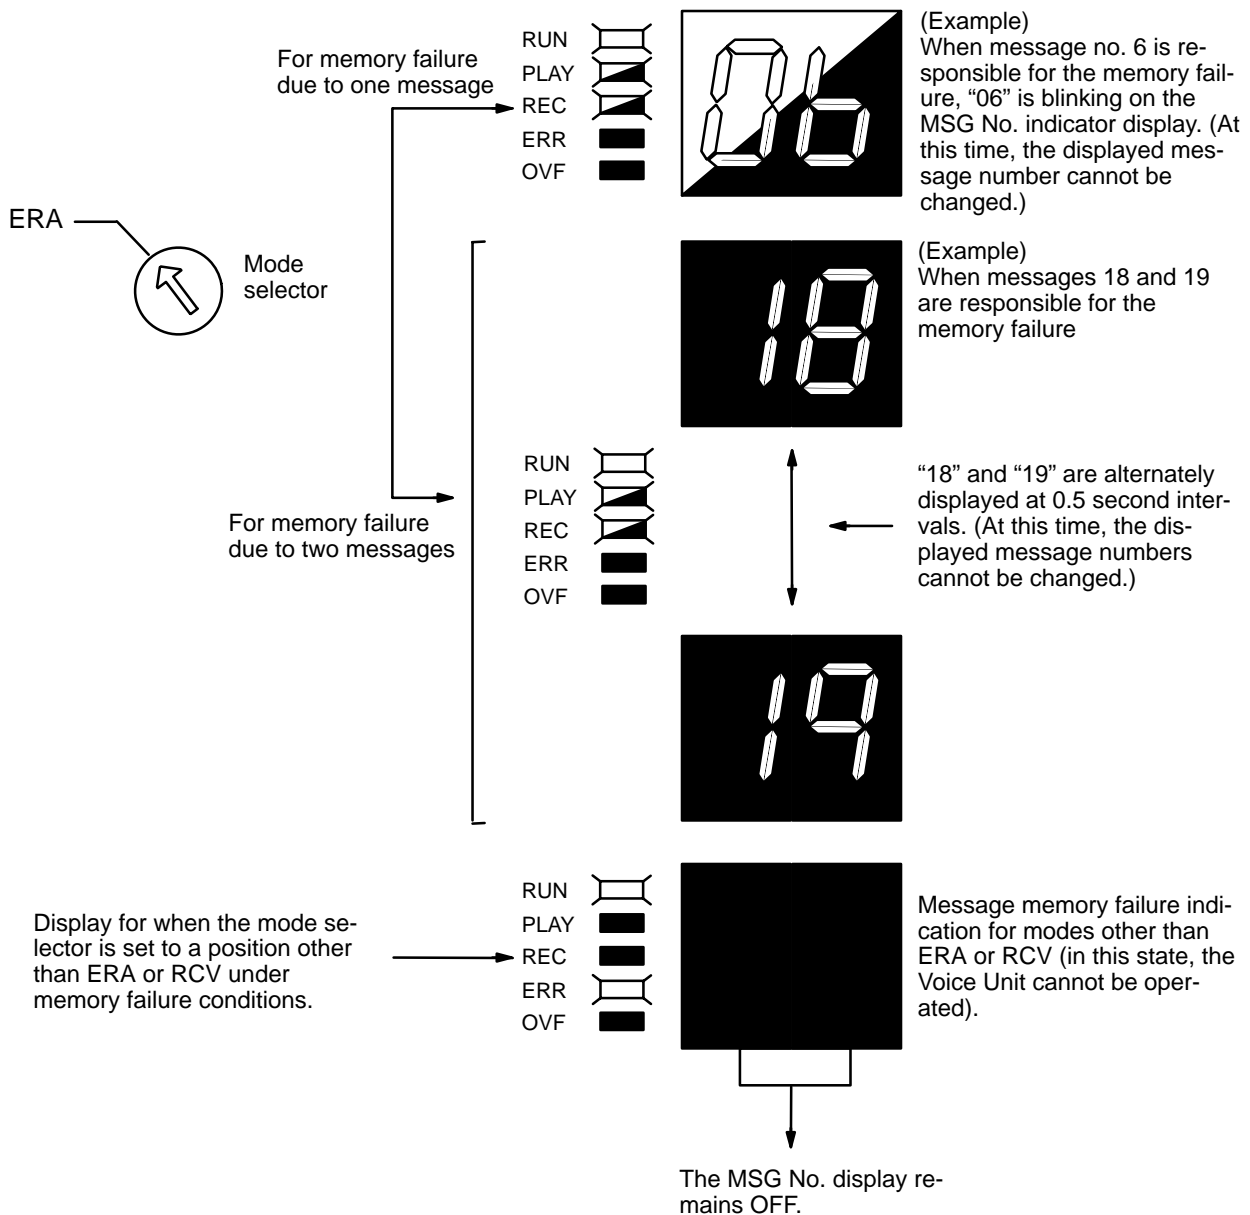 For memory failure
due to one message
RUN
PLAY
REC
ERR
OVF
06
(Example)
When message no. 6 is re-
sponsible for the memory fail-
ure, “06” is blinking on the
MSG No. indicator display. (At
this time, the displayed mes-
sage number cannot be
changed.)
ERA
Mode
selector
18
(Example)
When messages 18 and 19
are responsible for the
memory failure
For memory failure
due to two messages
RUN
PLAY
REC
ERR
OVF
“18” and “19” are alternately
displayed at 0.5 second inter-
vals. (At this time, the dis-
played message numbers
cannot be changed.)
19
Display for when the mode se-
lector is set to a position other
than ERA or RCV under
memory failure conditions.
RUN
PLAY
REC
ERR
OVF
Message memory failure indi-
cation for modes other than
ERA or RCV (in this state, the
Voice Unit cannot be oper-
ated).
The MSG No. display re-
mains OFF.